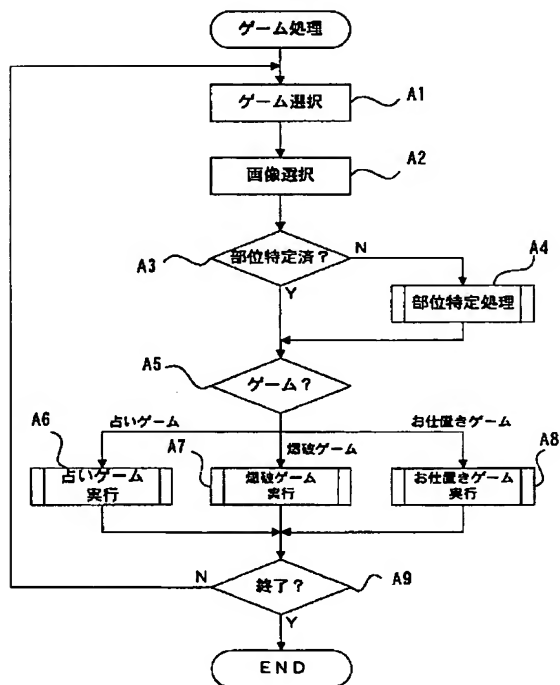 ゲーム処理
ゲーム選択
A1
画像選択
A2
部位特定済?
A3
N
Y
A4
部位特定処理
A5
ゲーム?
占いゲーム
爆破ゲーム
お仕置きゲーム
A6
占いゲーム
実行
A7
爆破ゲーム
実行
A8
お仕置きゲーム
実行
終了?
A9
N
Y
END